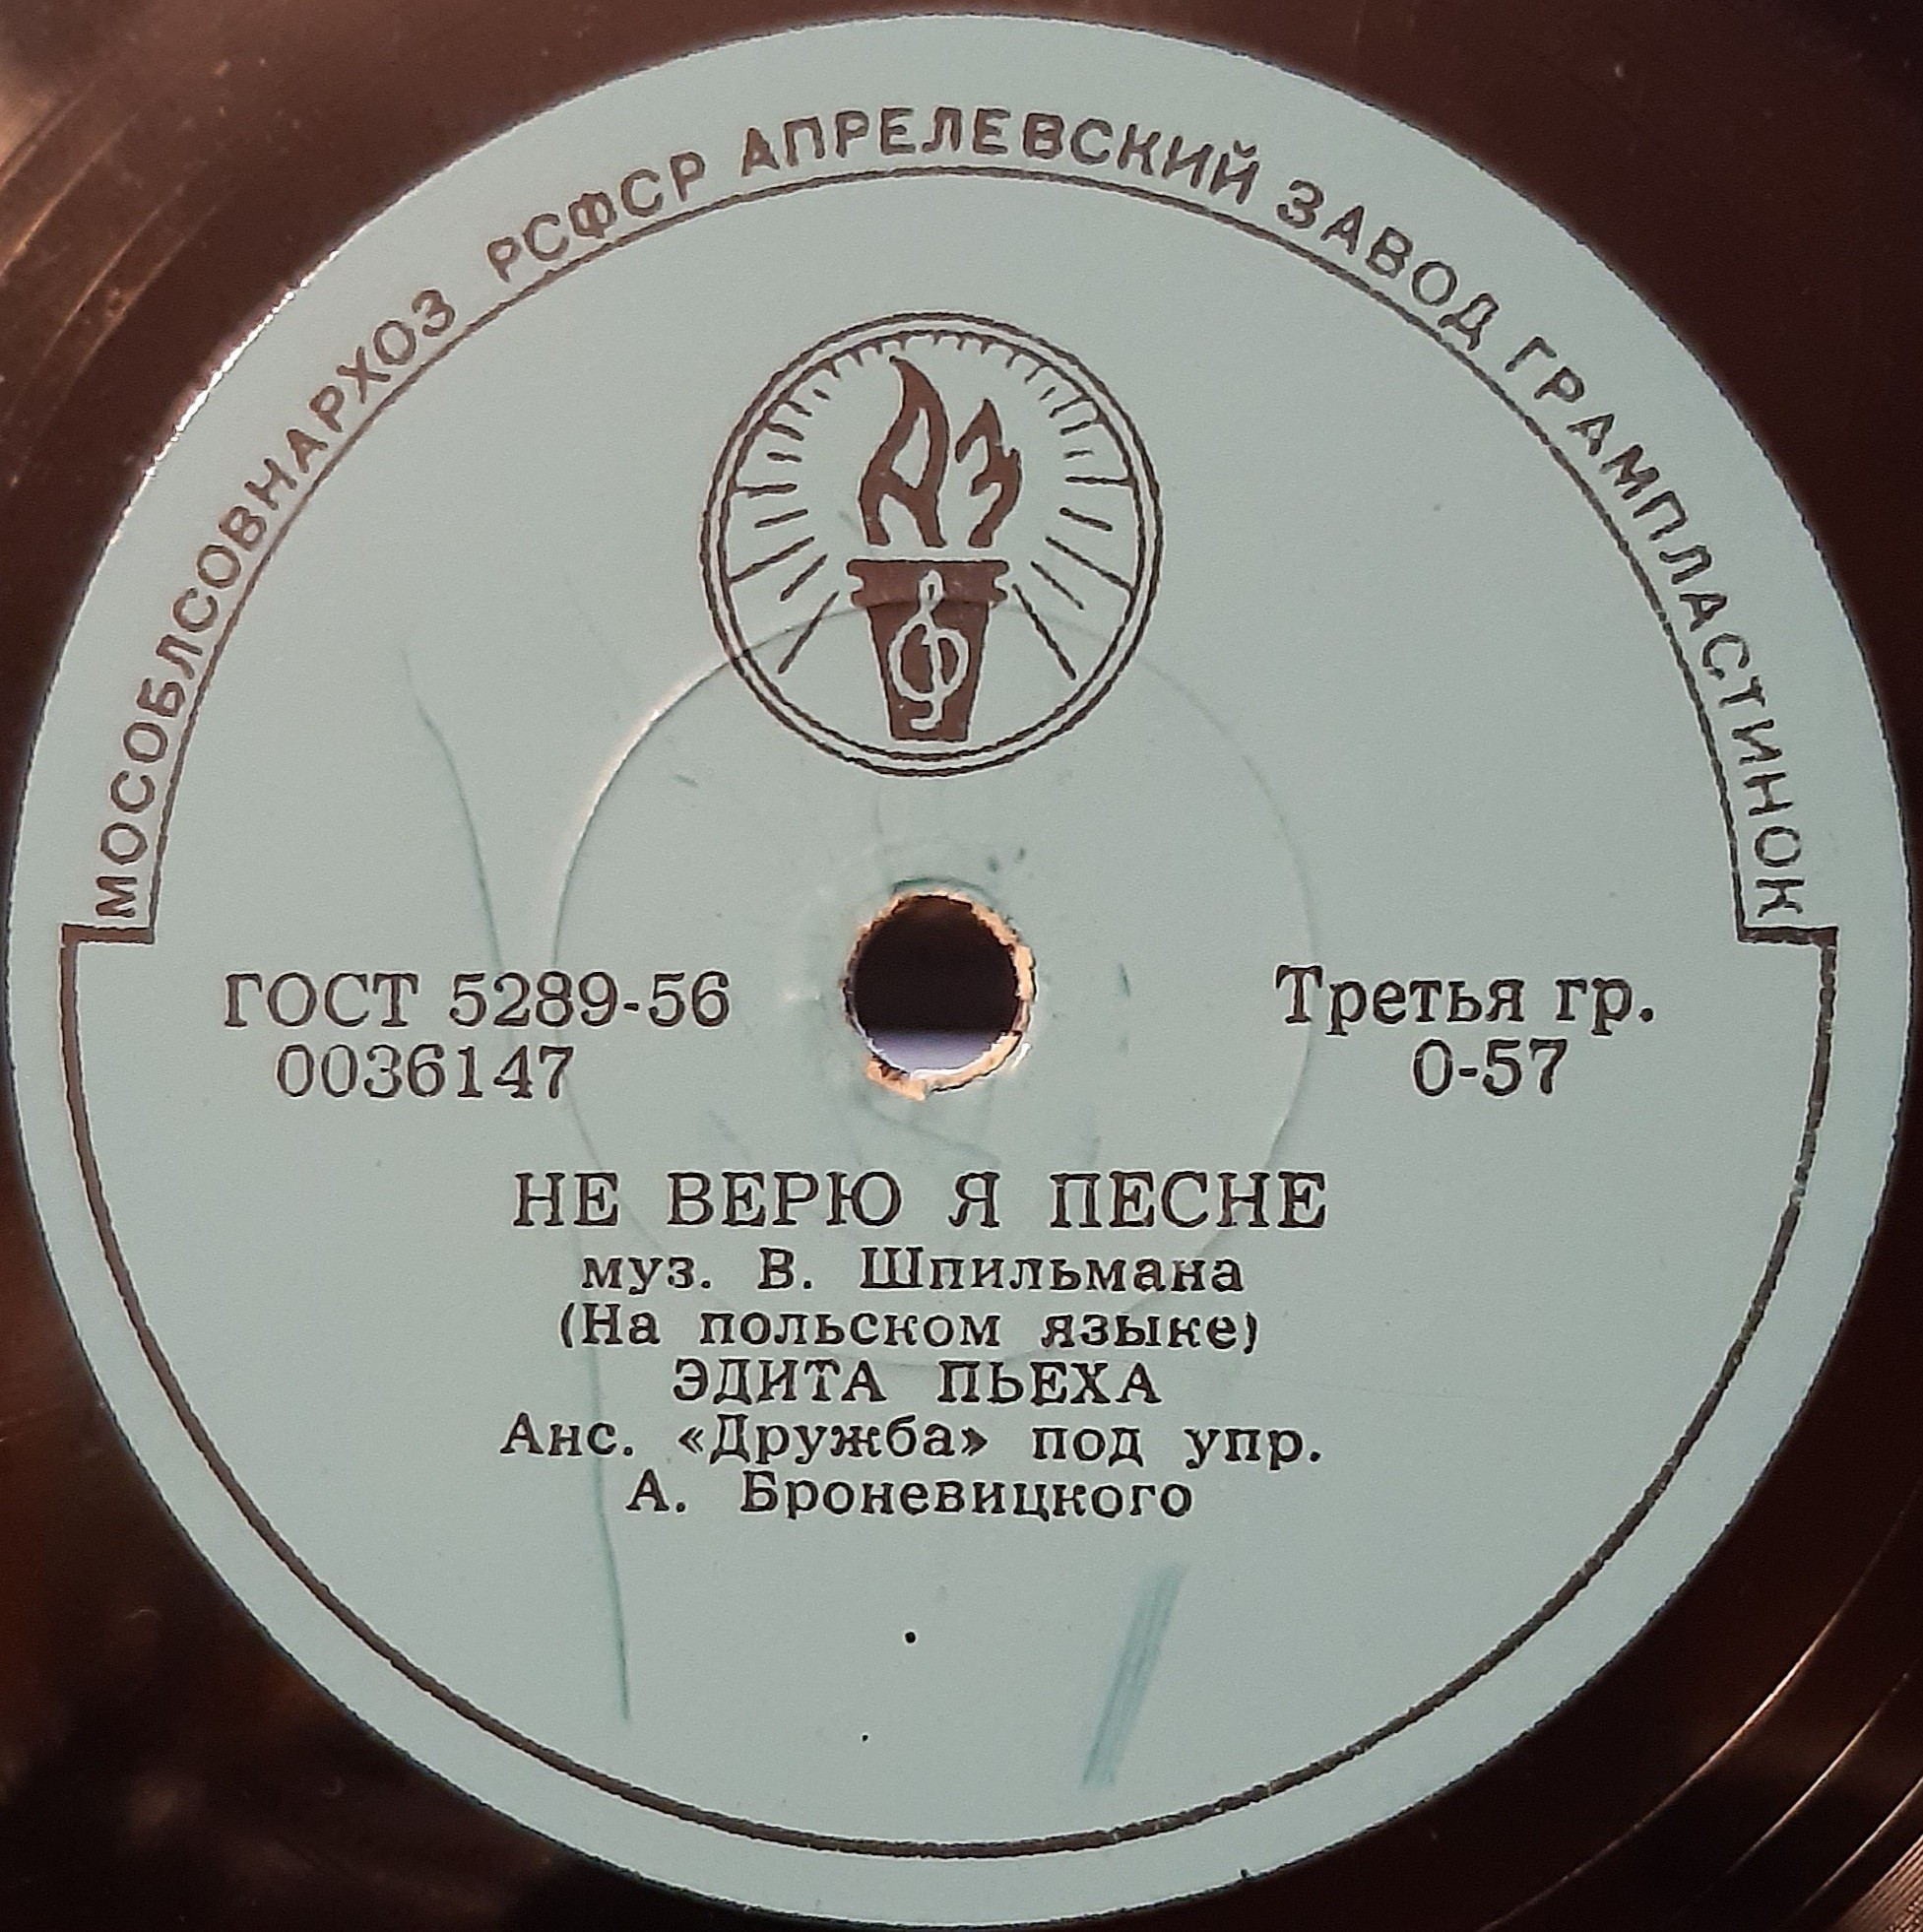 МОСОБЛСОВНАРХОЗ РСФСР АПРЕЛЕВСКИЙ ЗАВОД ГРАМПЛАСТИНОК
АЗ
ГОСТ 5289-56
0036147
Третья гр.
0-57
НЕ ВЕРЮ Я ПЕСНЕ
муз. В. Шпильмана
(На польском языке)
ЭДИТА ПЬЕХА
Анс. «Дружба» под упр.
А. Броневицкого